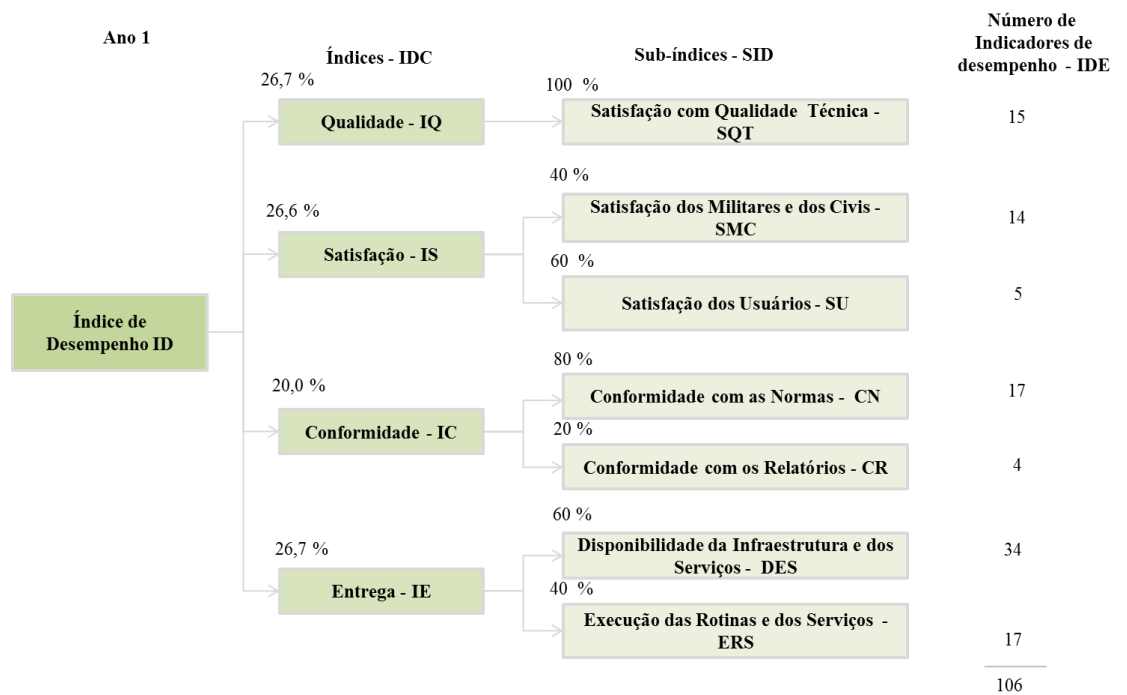 Ano 1
Índices - IDC
Sub-índices - SID
Número de
Indicadores de
desempenho - IDE
26,7 %
Qualidade - IQ
100 %
Satisfação com Qualidade Técnica -
SQT
15
26,6 %
Satisfação - IS
40 %
Satisfação dos Militares e dos Civis -
SMC
14
60 %
Satisfação dos Usuários - SU
5
Índice de
Desempenho ID
20,0 %
Conformidade - IC
80 %
Conformidade com as Normas - CN
17
20 %
Conformidade com os Relatórios - CR
4
26,7 %
Entrega - IE
60 %
Disponibilidade da Infraestrutura e dos
Serviços - DES
34
40 %
Execução das Rotinas e dos Serviços -
ERS
17
106